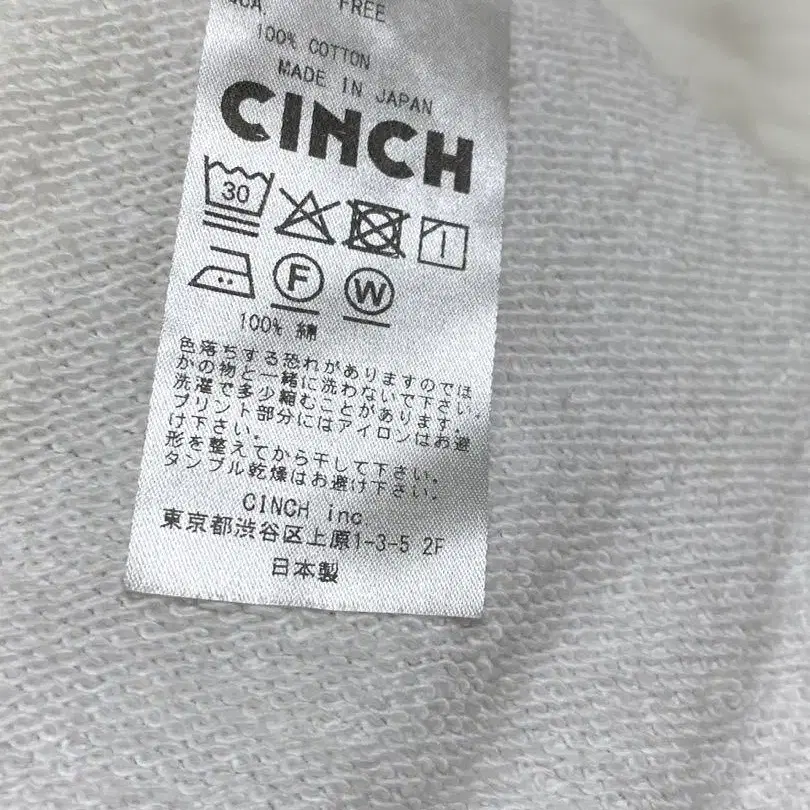 FREE
100% COTTON
MADE IN JAPAN
CINCH
30
F W
100% 綿
色落ちする恐れがありますのでほ
かの物と一緒に洗わないで下さい。
洗濯で多少縮むことがあります。
プリント部分にはアイロンはお避
け下さい。
形を整えてから干して下さい。
タンブル乾燥はお避け下さい。
CINCH inc.
東京都渋谷区上原1-3-5 2F
日本製